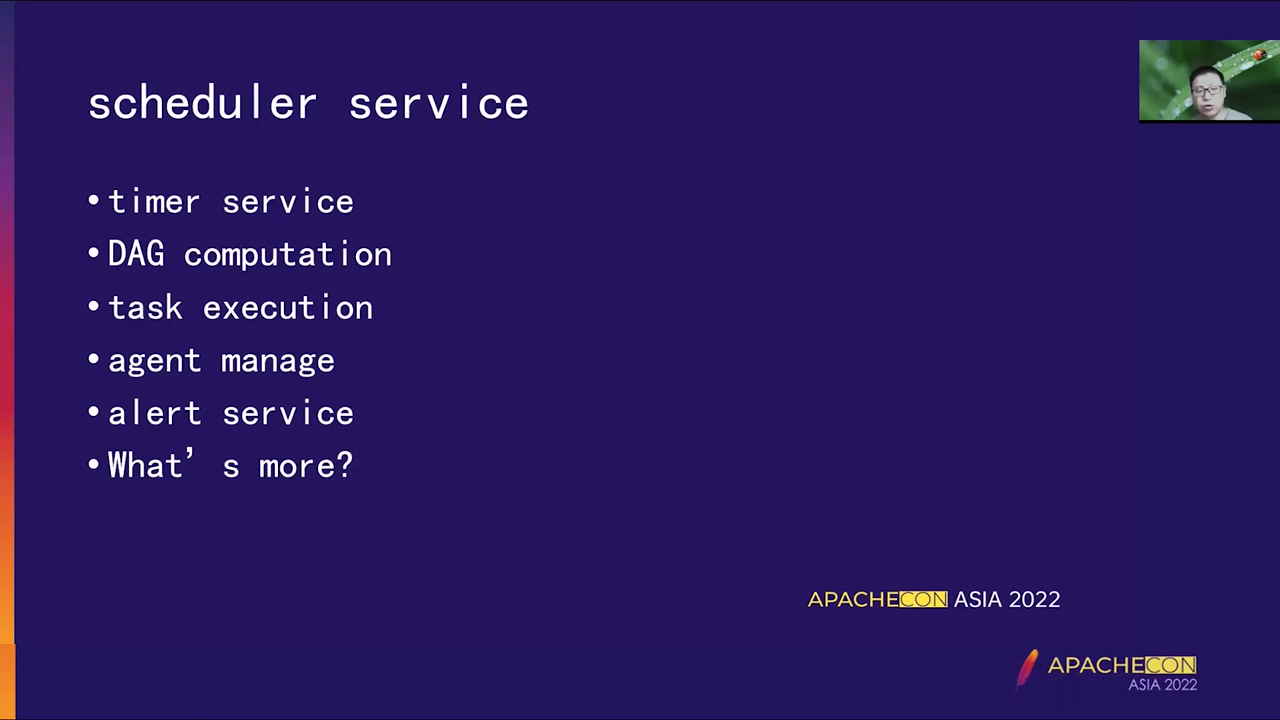 scheduler service
•timer service
•DAG computation
•task execution
•agent manage
•alert service
•What’s more?
APACHECON ASIA 2022
APACHECON
ASIA 2022